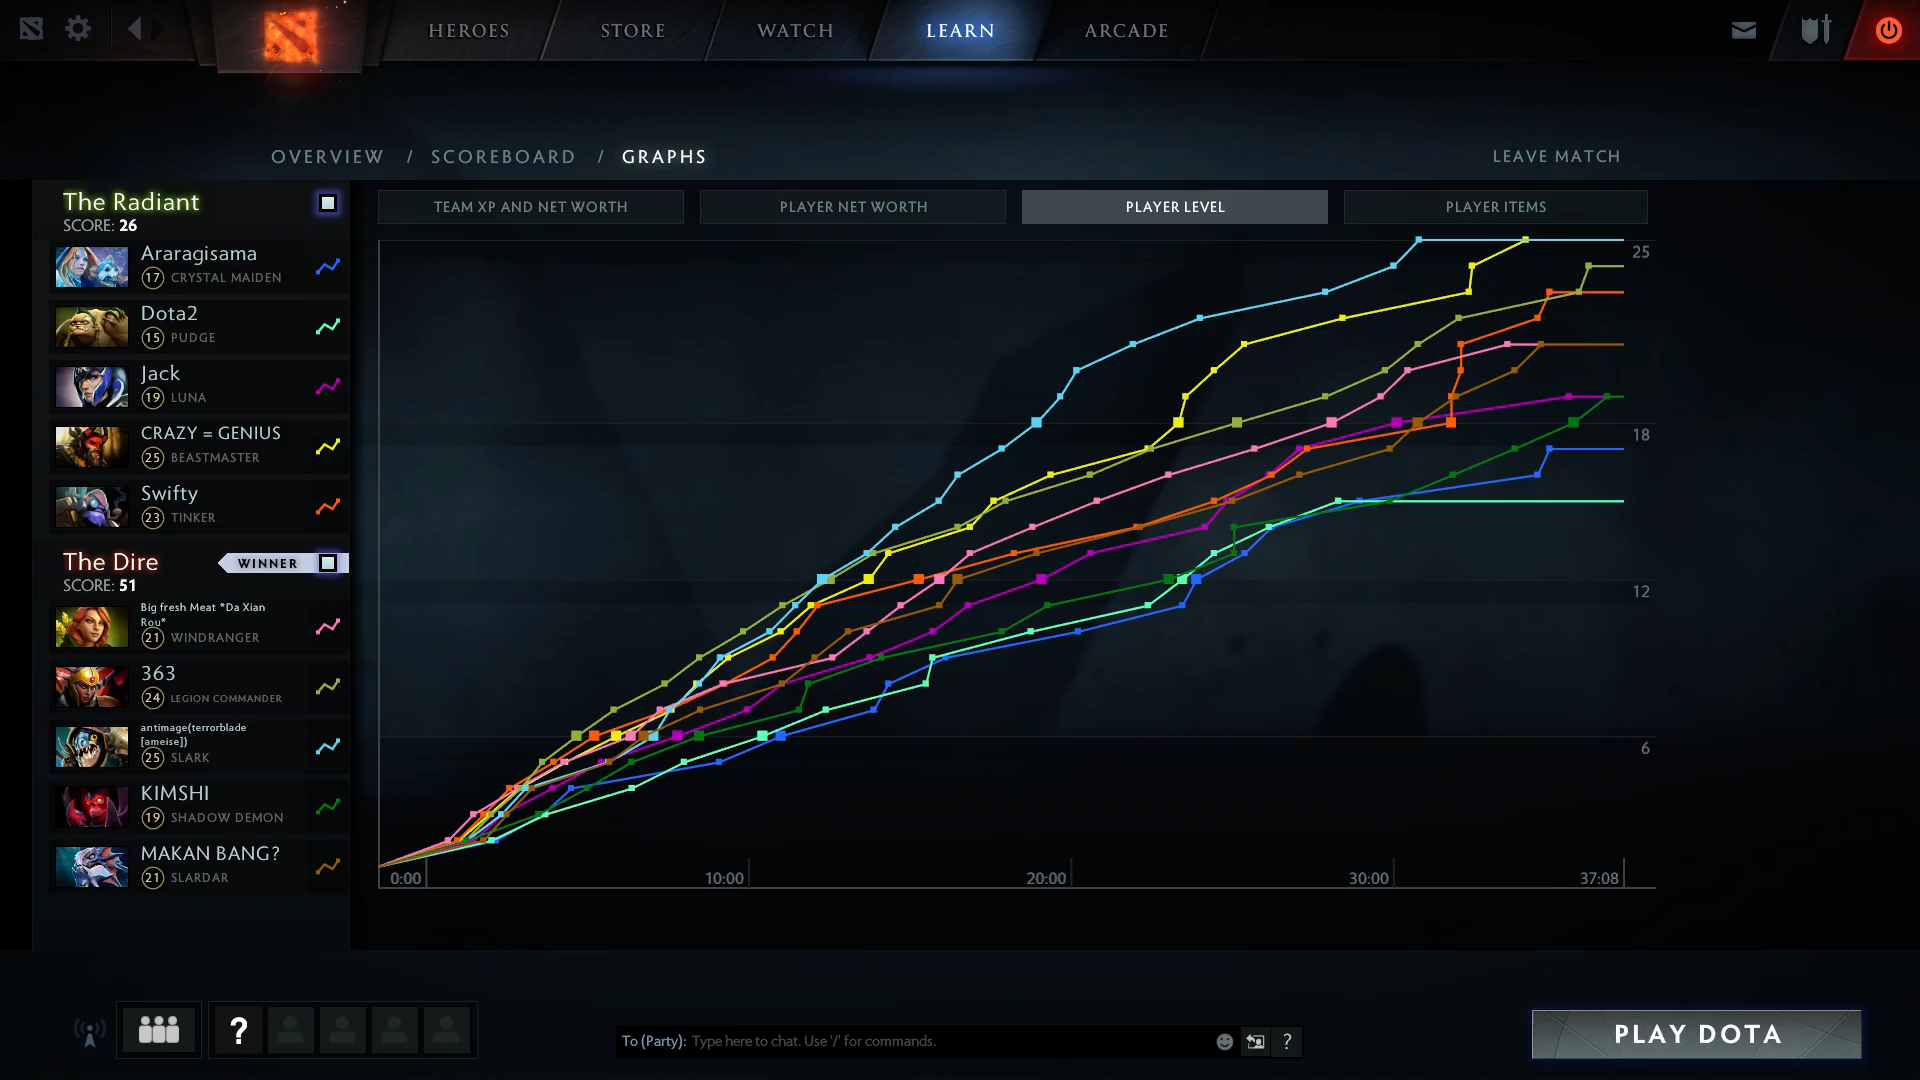 HEROES
STORE
WATCH
LEARN
ARCADE
OVERVIEW / SCOREBOARD / GRAPHS
LEAVE MATCH
The Radiant
SCORE: 26
TEAM XP AND NET WORTH
PLAYER NET WORTH
PLAYER LEVEL
PLAYER ITEMS
Araragisama
17 CRYSTAL MAIDEN
Dota2
15 PUDGE
Jack
19 LUNA
CRAZY = GENIUS
25 BEASTMASTER
Swifty
23 TINKER
The Dire
WINNER
SCORE: 51
Big fresh Meat *Da Xian
Rou*
21 WINDRANGER
363
24 LEGION COMMANDER
antimage(terrorblade
[ameise])
25 SLARK
KIMSHI
19 SHADOW DEMON
MAKAN BANG?
21 SLARDAR
25
18
12
6
0:00
10:00
20:00
30:00
37:08
?
To (Party): Type here to chat. Use '/' for commands.
?
PLAY DOTA